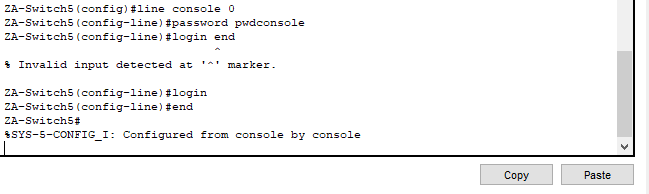 ZA-Switch5(config)#line console 0
ZA-Switch5(config-line)#password pwdconsole
ZA-Switch5(config-line)#login end
^
% Invalid input detected at '^' marker.
ZA-Switch5(config-line)#login
ZA-Switch5(config-line)#end
ZA-Switch5#
%SYS-5-CONFIG_I: Configured from console by console
Copy Paste